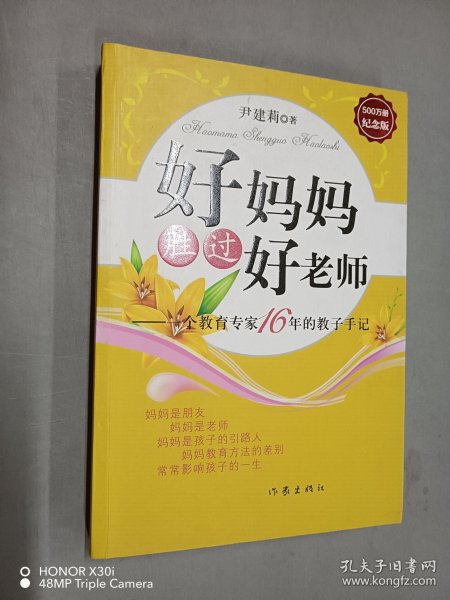 500万册
纪念版
尹建莉◎著
Haomama Shengguo Haolaoshi
好妈妈
胜过
好老师
——一个教育专家16年的教子手记
妈妈是朋友
妈妈是老师
妈妈是孩子的引路人
妈妈教育方法的差别
常常影响孩子的一生
作家出版社
HONOR X30i
48MP Triple Camera
孔夫子旧书网